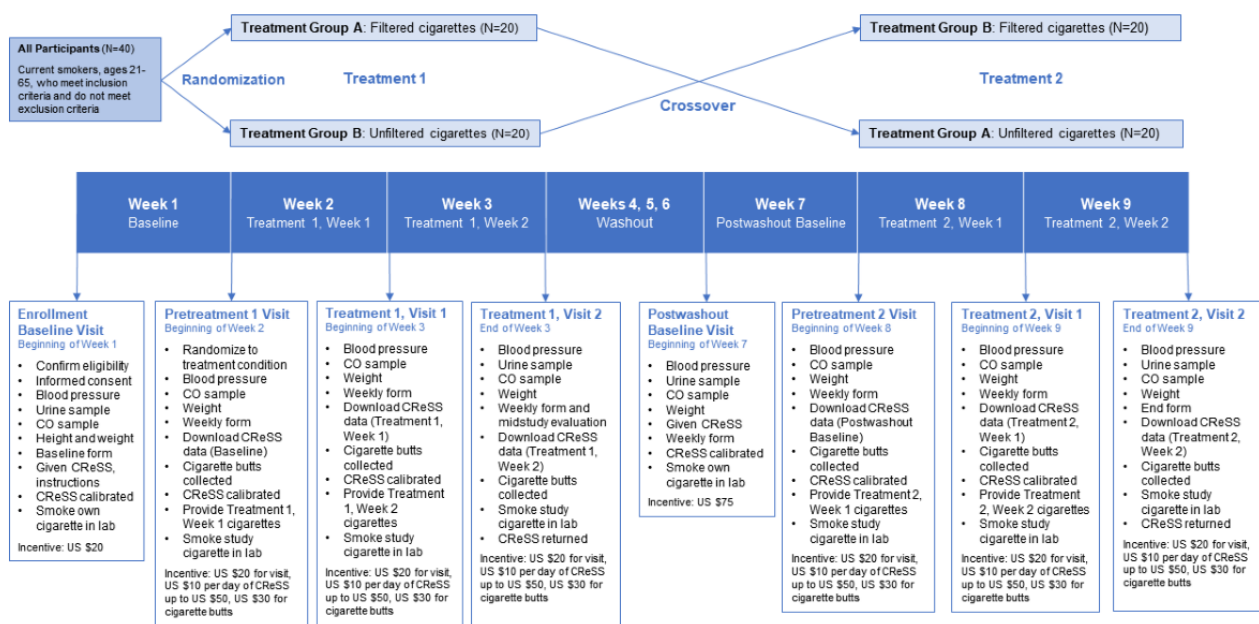 All Participants (N=40)
Current smokers, ages 21-
65, who meet inclusion
criteria and do not meet
exclusion criteria
Randomization
Treatment Group A: Filtered cigarettes (N=20)
Treatment 1
Treatment Group B: Unfiltered cigarettes (N=20)
Crossover
Treatment Group B: Filtered cigarettes (N=20)
Treatment 2
Treatment Group A: Unfiltered cigarettes (N=20)
Week 1
Baseline
Week 2
Treatment 1, Week 1
Week 3
Treatment 1, Week 2
Weeks 4, 5, 6
Washout
Week 7
Postwashout Baseline
Week 8
Treatment 2, Week 1
Week 9
Treatment 2, Week 2
Enrollment
Baseline Visit
Beginning of Week 1
• Confirm eligibility
• Informed consent
• Blood pressure
• Urine sample
• CO sample
• Height and weight
• Baseline form
• Given CReSS,
instructions
• CReSS calibrated
• Smoke own
cigarette in lab
Incentive: US $20
Pretreatment 1 Visit
Beginning of Week 2
• Randomize to
treatment condition
• Blood pressure
• CO sample
• Weight
• Weekly form
• Download CReSS
data (Baseline)
• Cigarette butts
collected
• CReSS calibrated
• Provide Treatment 1,
Week 1 cigarettes
• Smoke study
cigarette in lab
Incentive: US $20 for visit,
US $10 per day of CReSS
up to US $50, US $30 for
cigarette butts
Treatment 1, Visit 1
Beginning of Week 3
• Blood pressure
• CO sample
• Weight
• Weekly form
• Download CReSS
data (Treatment 1,
Week 1)
• Cigarette butts
collected
• CReSS calibrated
• Provide Treatment
1, Week 2
cigarettes
• Smoke study
cigarette in lab
Incentive: US $20 for visit,
US $10 per day of CReSS
up to US $50, US $30 for
cigarette butts
Treatment 1, Visit 2
End of Week 3
• Blood pressure
• Urine sample
• CO sample
• Weight
• Weekly form and
midstudy evaluation
• Download CReSS
data (Treatment 1,
Week 2)
• Cigarette butts
collected
• Smoke study
cigarette in lab
• CReSS returned
Incentive: US $20 for visit,
US $10 per day of CReSS
up to US $50, US $30 for
cigarette butts
Postwashout
Baseline Visit
Beginning of Week 7
• Blood pressure
• Urine sample
• CO sample
• Weight
• Given CReSS
• Weekly form
• CReSS calibrated
• Smoke own
cigarette in lab
Incentive: US $75
Pretreatment 2 Visit
Beginning of Week 8
• Blood pressure
• CO sample
• Weight
• Weekly form
• Download CReSS
data (Postwashout
Baseline)
• Cigarette butts
collected
• CReSS calibrated
• Provide Treatment 2,
Week 1 cigarettes
• Smoke study
cigarette in lab
Incentive: US $20 for visit,
US $10 per day of CReSS
up to US $50, US $30 for
cigarette butts
Treatment 2, Visit 1
Beginning of Week 9
• Blood pressure
• CO sample
• Weight
• Weekly form
• Download CReSS
data (Treatment 2,
Week 1)
• Cigarette butts
collected
• CReSS calibrated
• Provide Treatment
2, Week 2 cigarettes
• Smoke study
cigarette in lab
Incentive: US $20 for visit,
US $10 per day of CReSS
up to US $50, US $30 for
cigarette butts
Treatment 2, Visit 2
End of Week 9
• Blood pressure
• Urine sample
• CO sample
• Weight
• End form
• Download CReSS
data (Treatment 2,
Week 2)
• Cigarette butts
collected
• Smoke study
cigarette in lab
• CReSS returned
Incentive: US $20 for visit,
US $10 per day of CReSS
up to US $50, US $30 for
cigarette butts